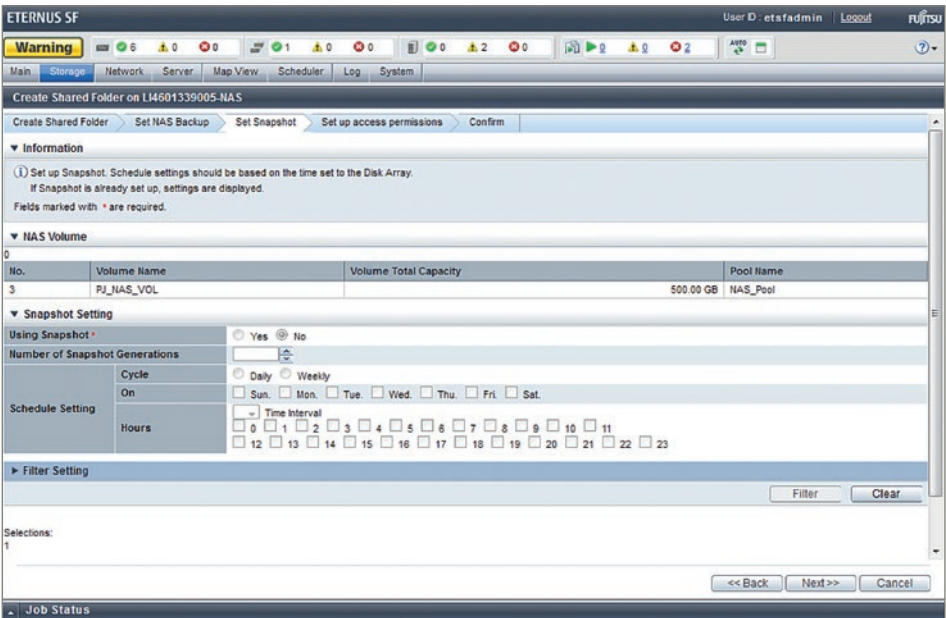 ETERNUS SF User ID : etsfadmin Logout FUJITSU
Warning 6 0 0 1 0 0 0 2 0 0 0 2 AUTO
Main Storage Network Server Map View Scheduler Log System
Create Shared Folder on LI4601339005-NAS
Create Shared Folder Set NAS Backup Set Snapshot Set up access permissions Confirm
Information
Set up Snapshot. Schedule settings should be based on the time set to the Disk Array.
If Snapshot is already set up, settings are displayed.
Fields marked with * are required.
NAS Volume
0
No. Volume Name Volume Total Capacity Pool Name
3 PJ_NAS_VOL 500.00 GB NAS_Pool
Snapshot Setting
Using Snapshot * Yes No
Number of Snapshot Generations
Schedule Setting
Cycle Daily Weekly
On Sun. Mon. Tue. Wed. Thu. Fri. Sat.
Hours Time Interval
0 1 2 3 4 5 6 7 8 9 10 11
12 13 14 15 16 17 18 19 20 21 22 23
Filter Setting
Filter Clear
Selections:
1
<< Back Next >> Cancel
Job Status